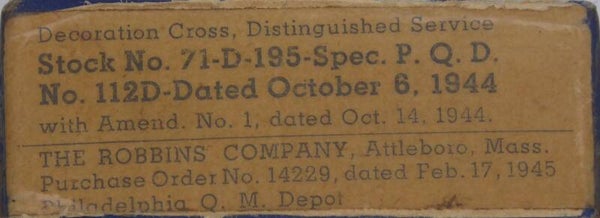 Decoration Cross, Distinguished Service
Stock No. 71-D-195-Spec. P. Q. D.
No. 112D-Dated October 6, 1944
with Amend. No. 1, dated Oct. 14, 1944.
THE ROBBINS COMPANY, Attleboro, Mass.
Purchase Order No. 14229, dated Feb. 17, 1945
Philadelphia Q. M. Depot